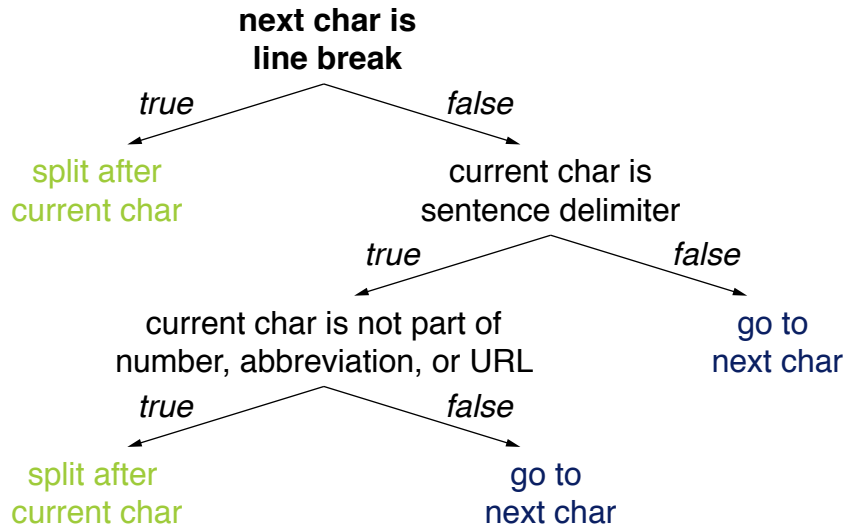 next char is
line break
true
false
split after
current char
current char is
sentence delimiter
true
false
current char is not part of
number, abbreviation, or URL
go to
next char
true
false
split after
current char
go to
next char